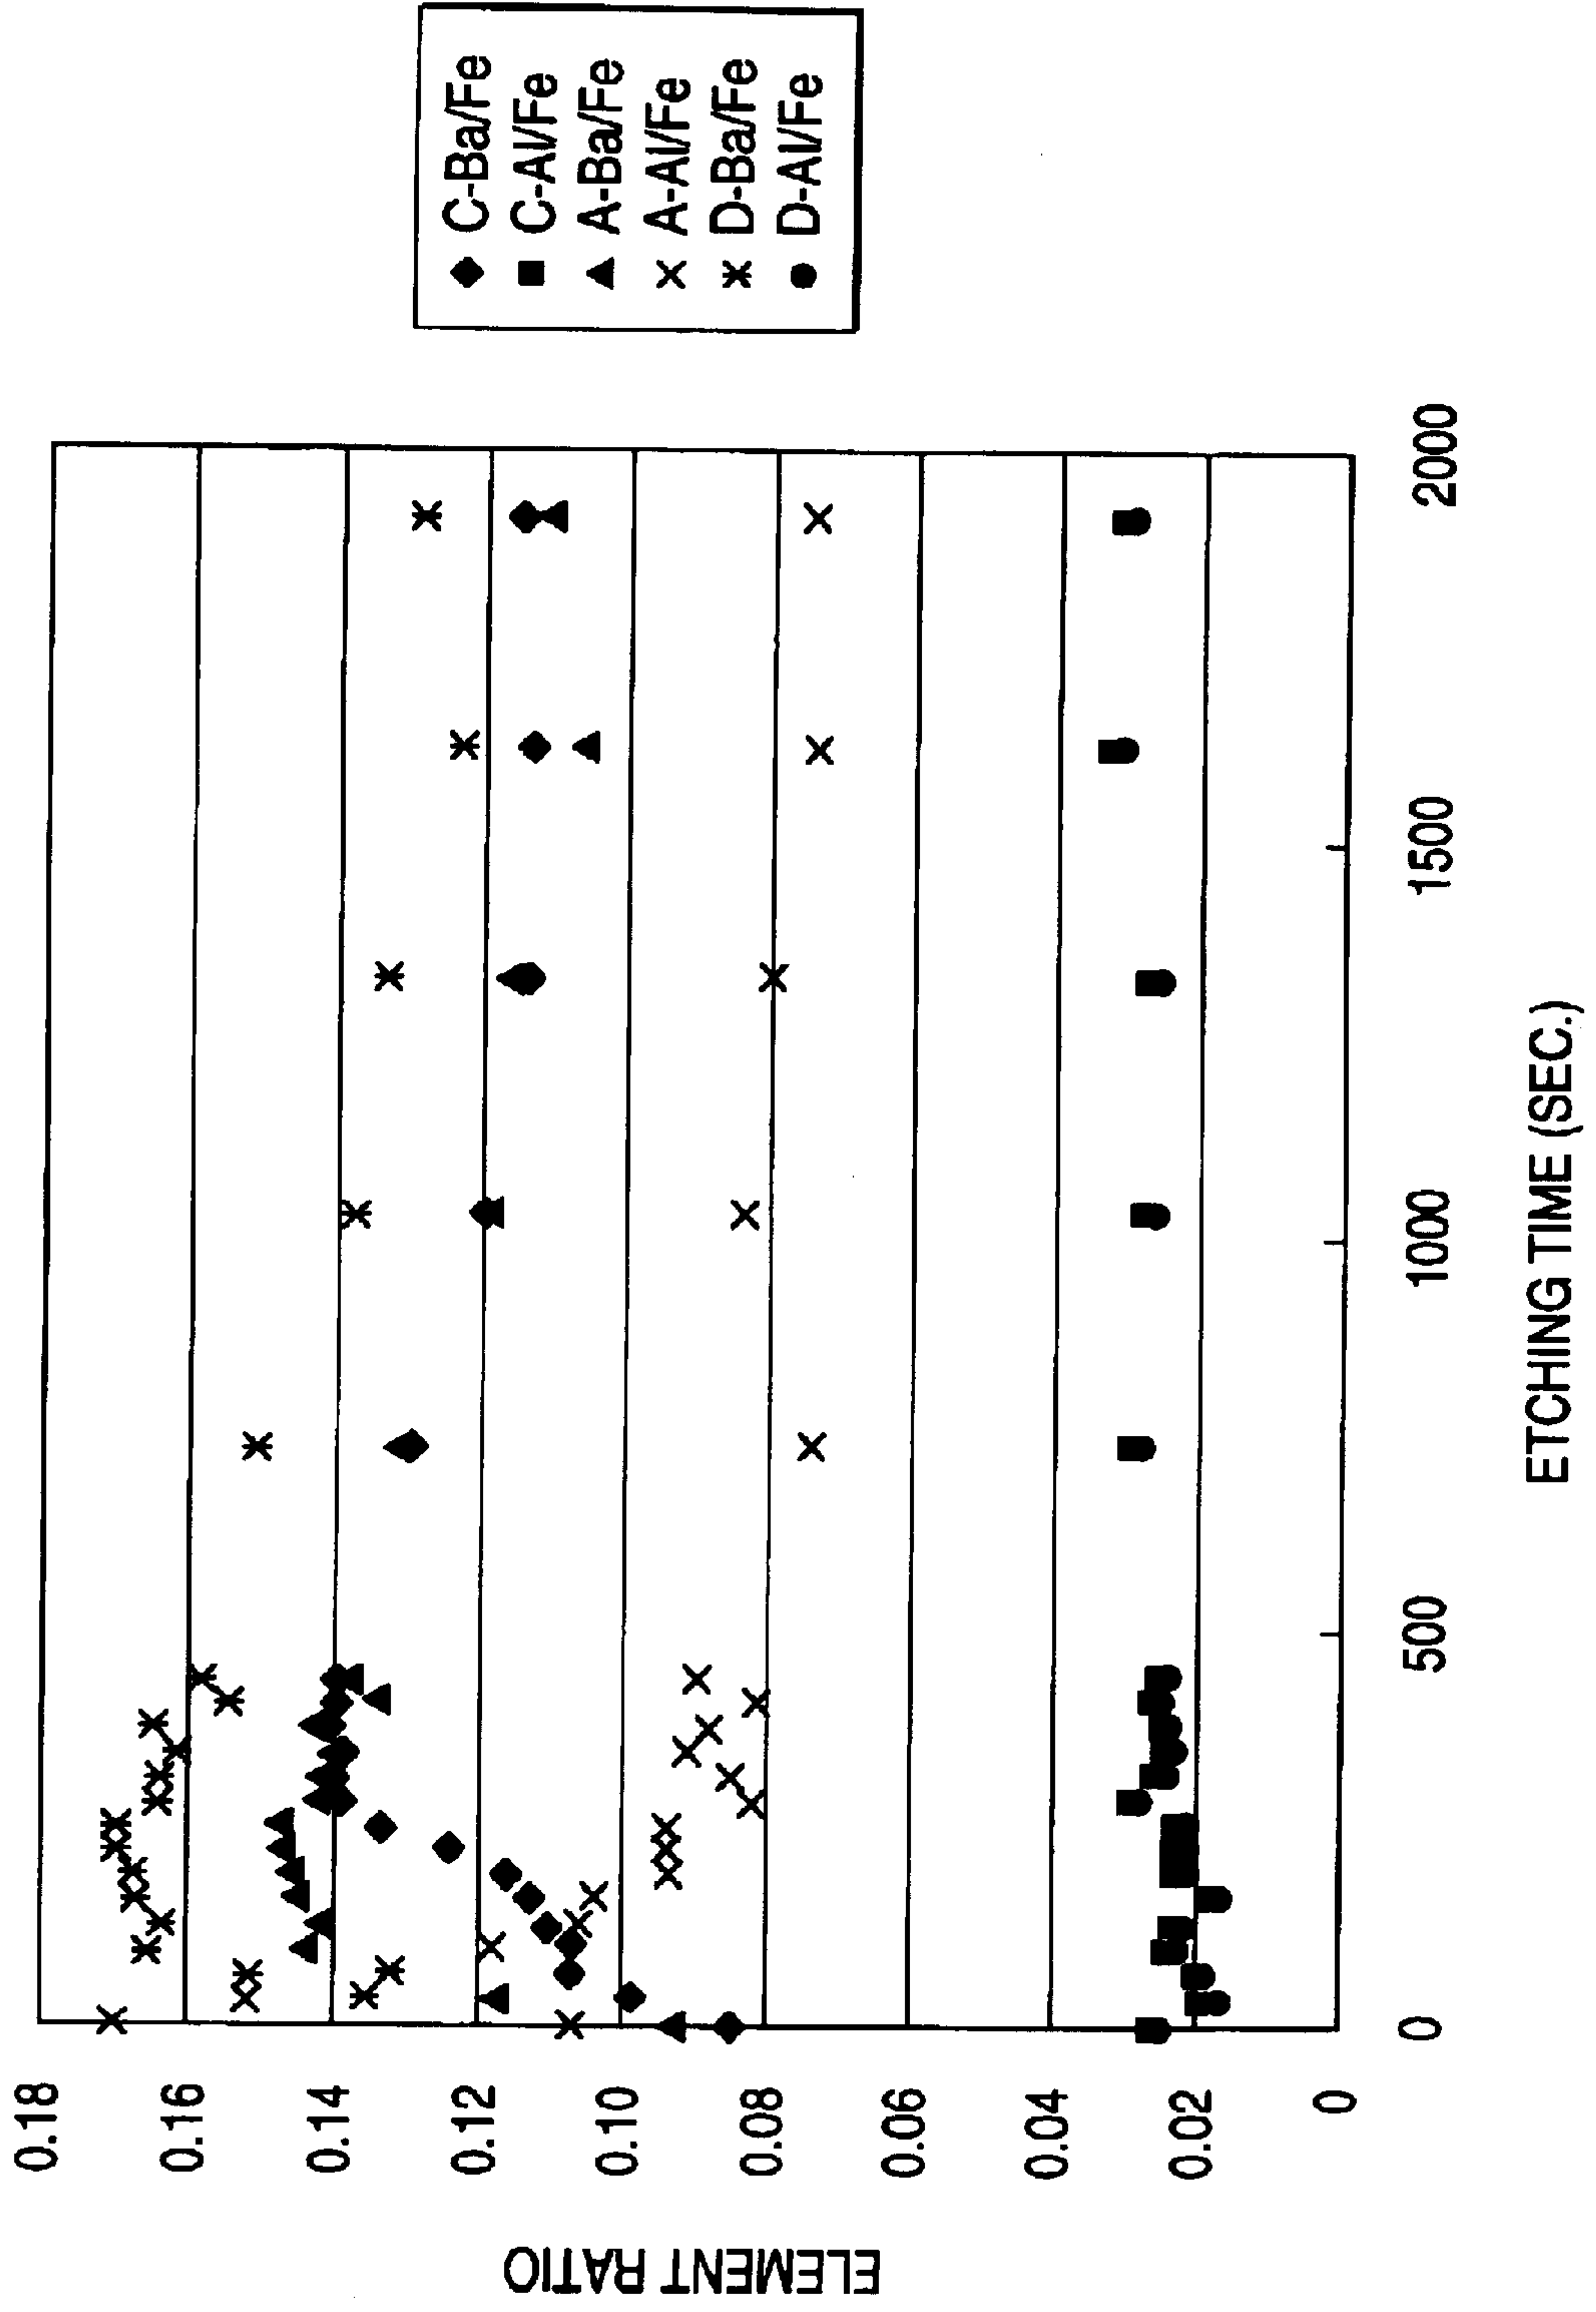 ELEMENT RATIO
0.18
0.16
0.14
0.12
0.10
0.08
0.06
0.04
0.02
0
0
500
1000
1500
2000
ETCHING TIME (SEC.)
C-Ba/Fe
C-Al/Fe
A-Ba/Fe
A-Al/Fe
D-Ba/Fe
D-Al/Fe